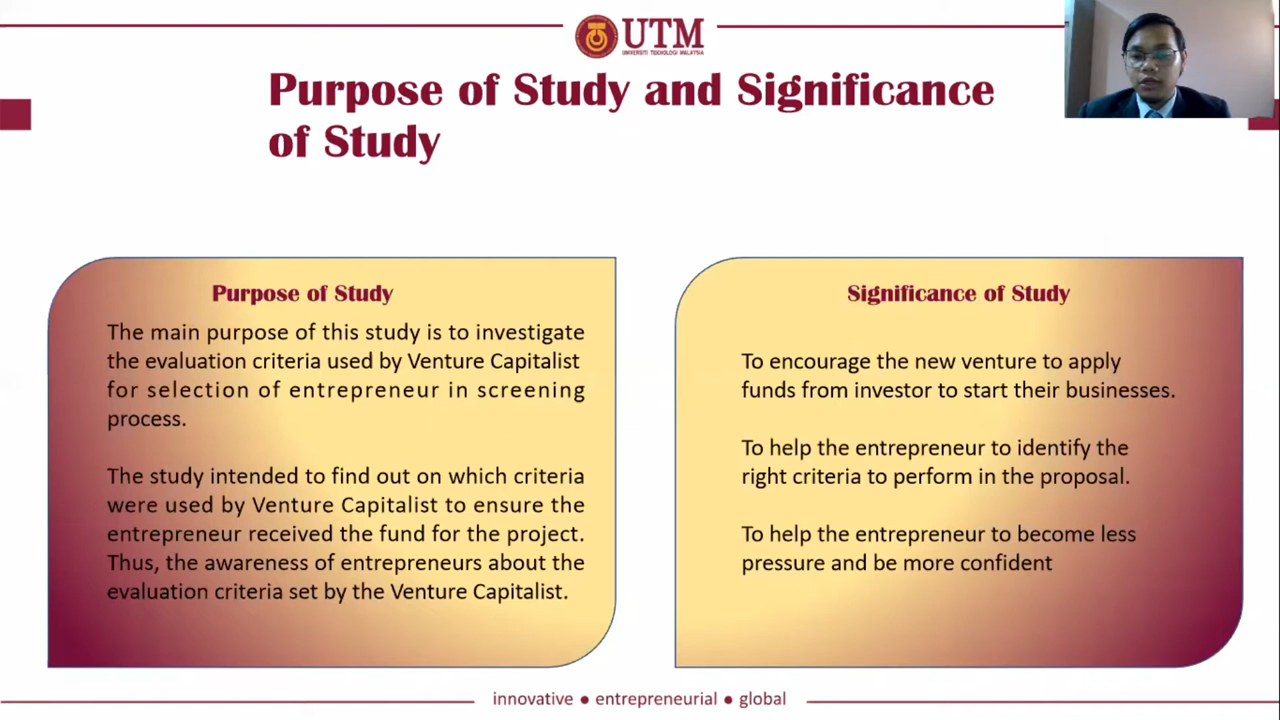 UTM
UNIVERSITI TEKNOLOGI MALAYSIA
Purpose of Study and Significance
of Study
Purpose of Study
The main purpose of this study is to investigate
the evaluation criteria used by Venture Capitalist
for selection of entrepreneur in screening
process.
The study intended to find out on which criteria
were used by Venture Capitalist to ensure the
entrepreneur received the fund for the project.
Thus, the awareness of entrepreneurs about the
evaluation criteria set by the Venture Capitalist.
Significance of Study
To encourage the new venture to apply
funds from investor to start their businesses.
To help the entrepreneur to identify the
right criteria to perform in the proposal.
To help the entrepreneur to become less
pressure and be more confident
innovative ● entrepreneurial ● global